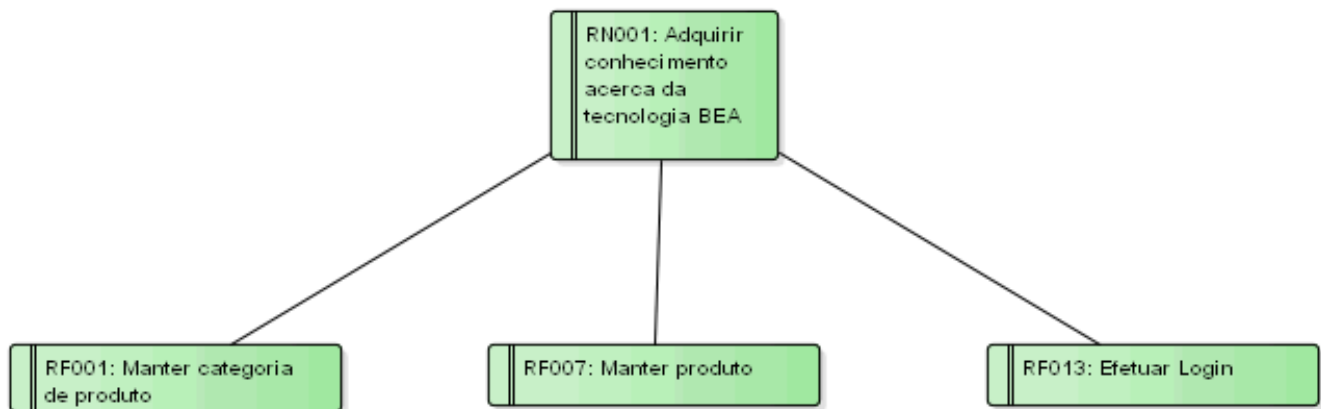 RN001: Adquirir
conhecimento
acerca da
tecnologia BEA
RF001: Manter categoria
de produto
RF007: Manter produto
RF013: Efetuar Login